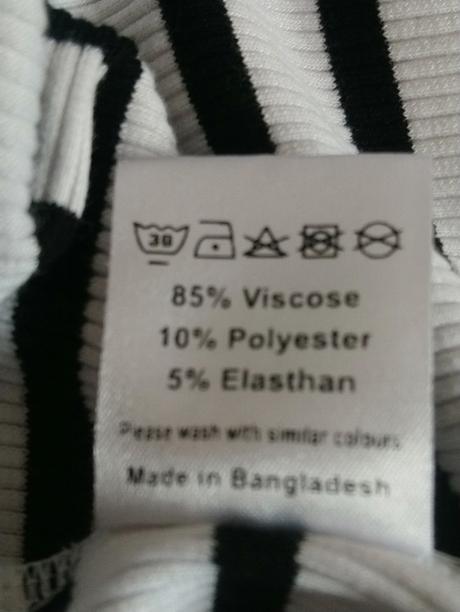 30
85% Viscose
10% Polyester
5% Elasthan
Please wash with similar colours
Made in Bangladesh